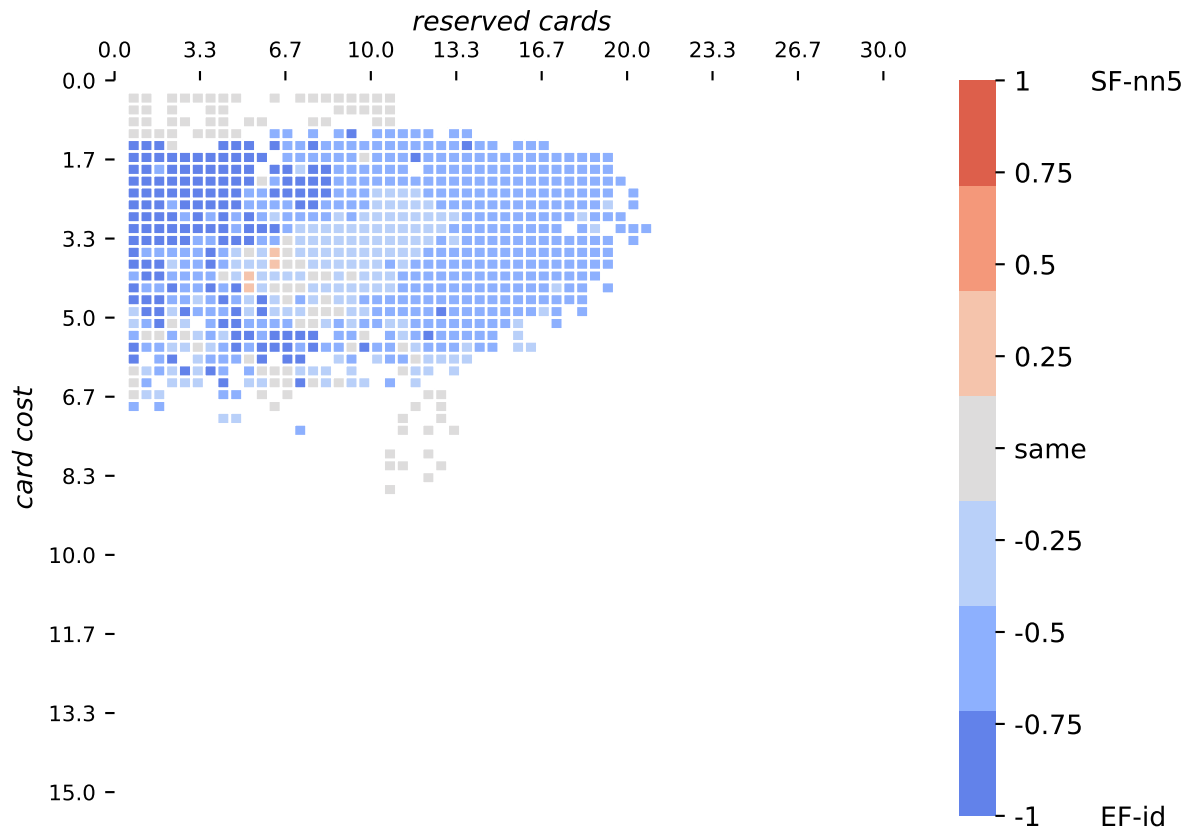 reserved cards
0.0 3.3 6.7 10.0 13.3 16.7 20.0 23.3 26.7 30.0
card cost
0.0
1.7
3.3
5.0
6.7
8.3
10.0
11.7
13.3
15.0
1 SF-nn5
0.75
0.5
0.25
same
-0.25
-0.5
-0.75
-1 EF-id